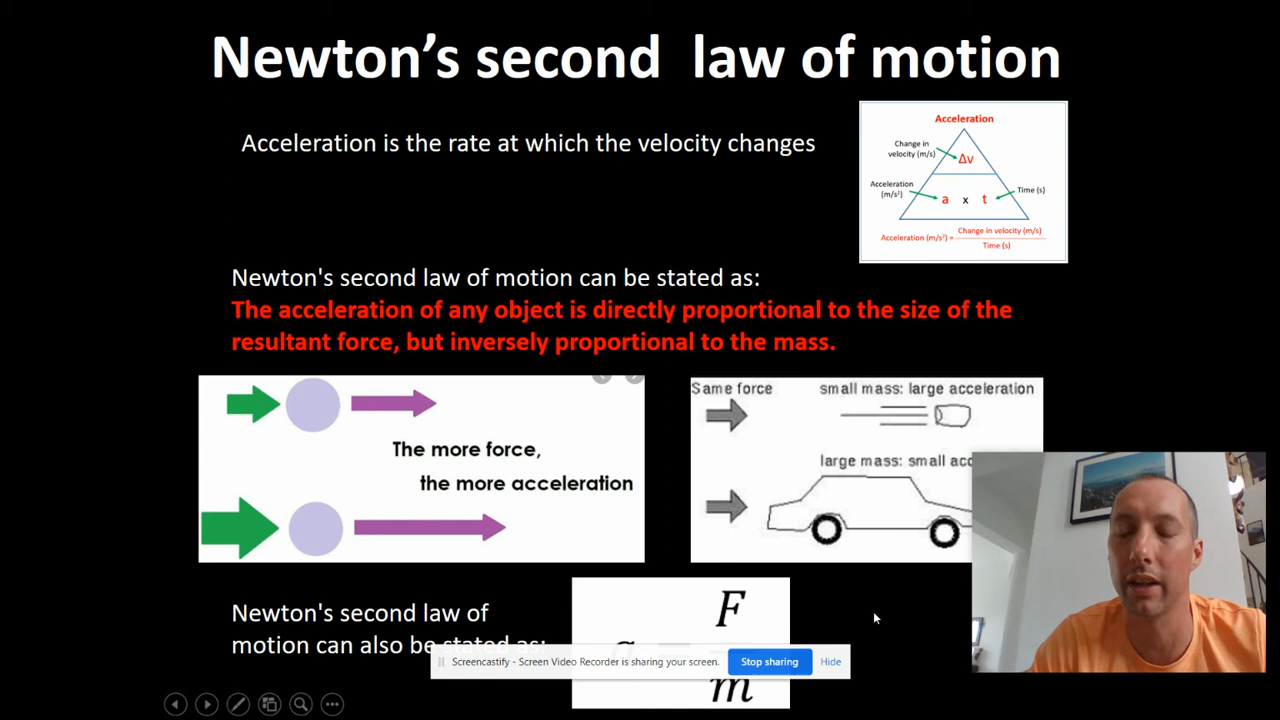 Newton's second law of motion
Acceleration is the rate at which the velocity changes
Acceleration
Change in
velocity (m/s)
Δv
Acceleration
(m/s²)
a x t
Time (s)
Acceleration (m/s²) = Change in velocity (m/s)
Time (s)
Newton's second law of motion can be stated as:
The acceleration of any object is directly proportional to the size of the
resultant force, but inversely proportional to the mass.
The more force,
the more acceleration
Same force
small mass: large acceleration
large mass: small acc
Newton's second law of
motion can also be stated as:
F
a =
m
Screencastify - Screen Video Recorder is sharing your screen.
Stop sharing
Hide